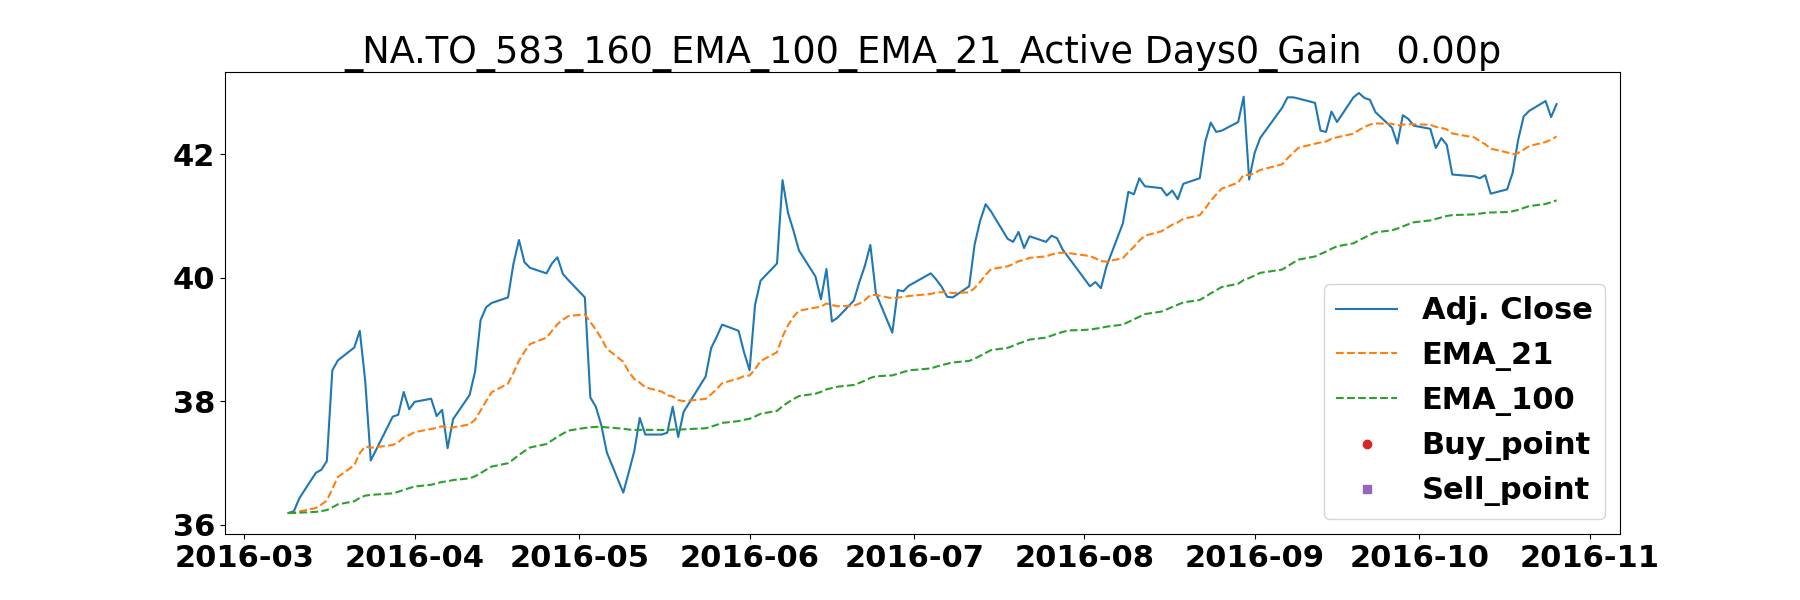 _NA.TO_583_160_EMA_100_EMA_21_Active Days0_Gain   0.00p
42
40
38
36
2016-03 2016-04 2016-05 2016-06 2016-07 2016-08 2016-09 2016-10 2016-11
Adj. Close
EMA_21
EMA_100
Buy_point
Sell_point